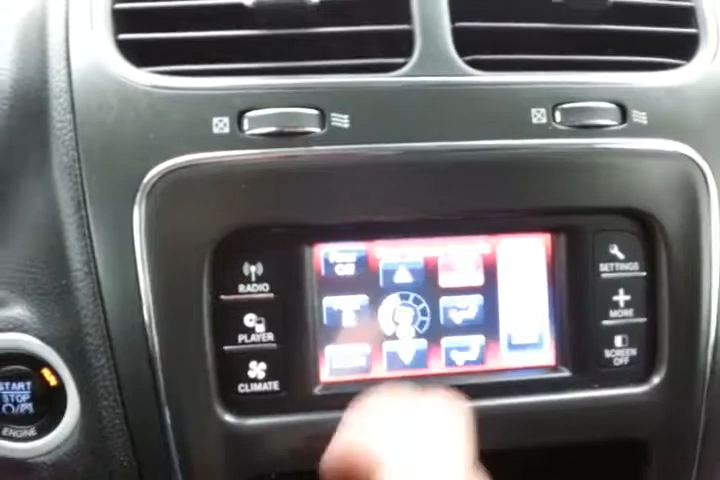 RADIO
PLAYER
CLIMATE
SETTINGS
MORE
SCREEN
OFF
START
STOP
ENGINE